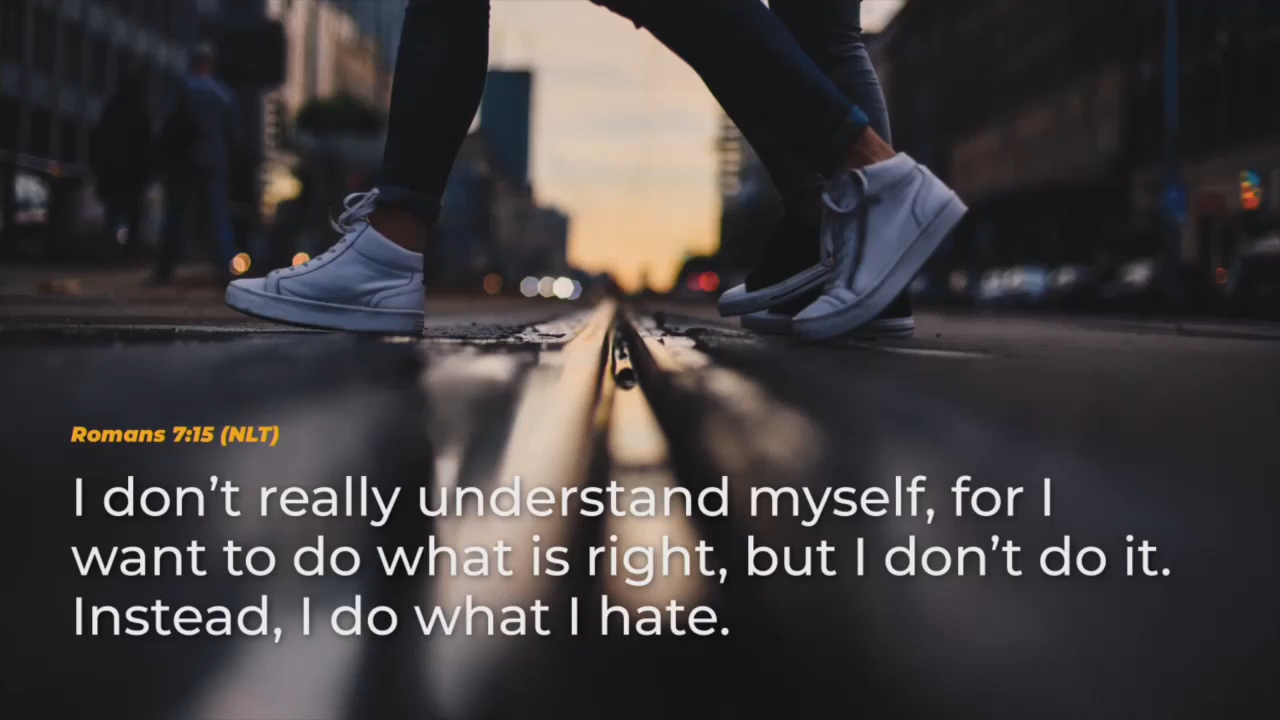 Romans 7:15 (NLT)
I don’t really understand myself, for I
want to do what is right, but I don’t do it.
Instead, I do what I hate.